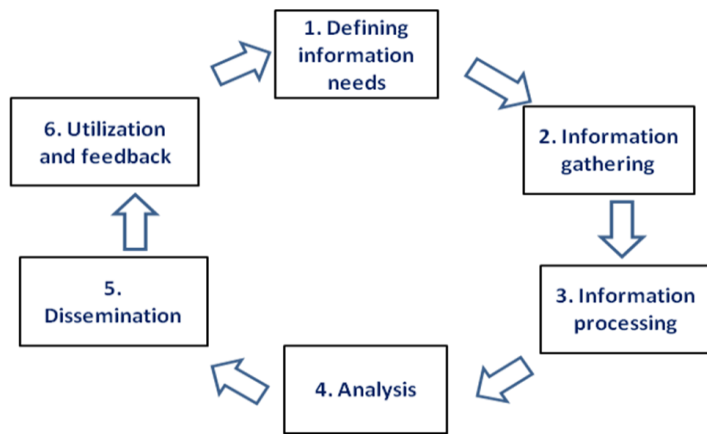 1. Defining
information
needs
2. Information
gathering
3. Information
processing
4. Analysis
5.
Dissemination
6. Utilization
and feedback